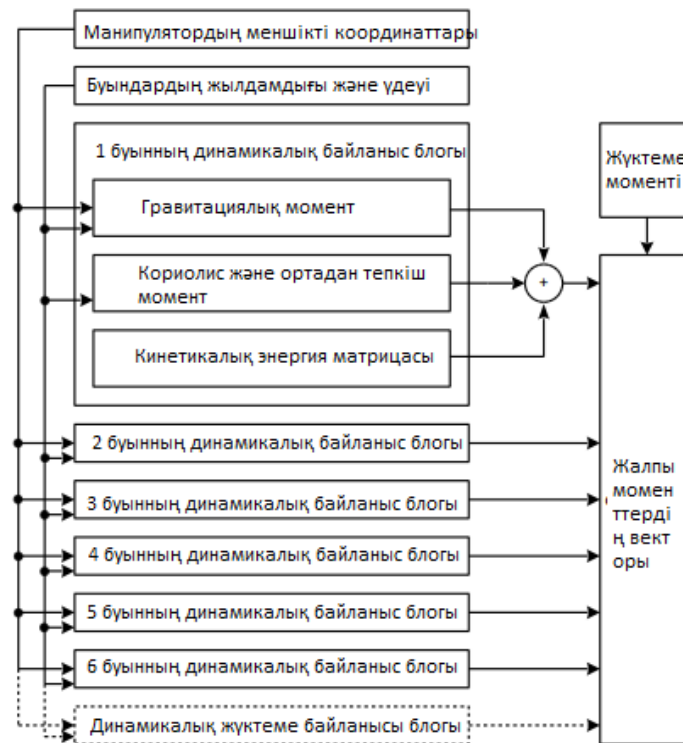 Манипулятордың меншікті координаттары
Буындардың жылдамдығы және үдеуі
1 буынның динамикалық байланыс блогы
Гравитациялық момент
Кориолис және ортадан тепкіш
момент
Кинетикалық энергия матрицасы
+
Жүктеме
моменті
2 буынның динамикалық байланыс блогы
3 буынның динамикалық байланыс блогы
4 буынның динамикалық байланыс блогы
5 буынның динамикалық байланыс блогы
6 буынның динамикалық байланыс блогы
Динамикалық жүктеме байланысы блогы
Жалпы
момен
ттерді
ң вект
оры